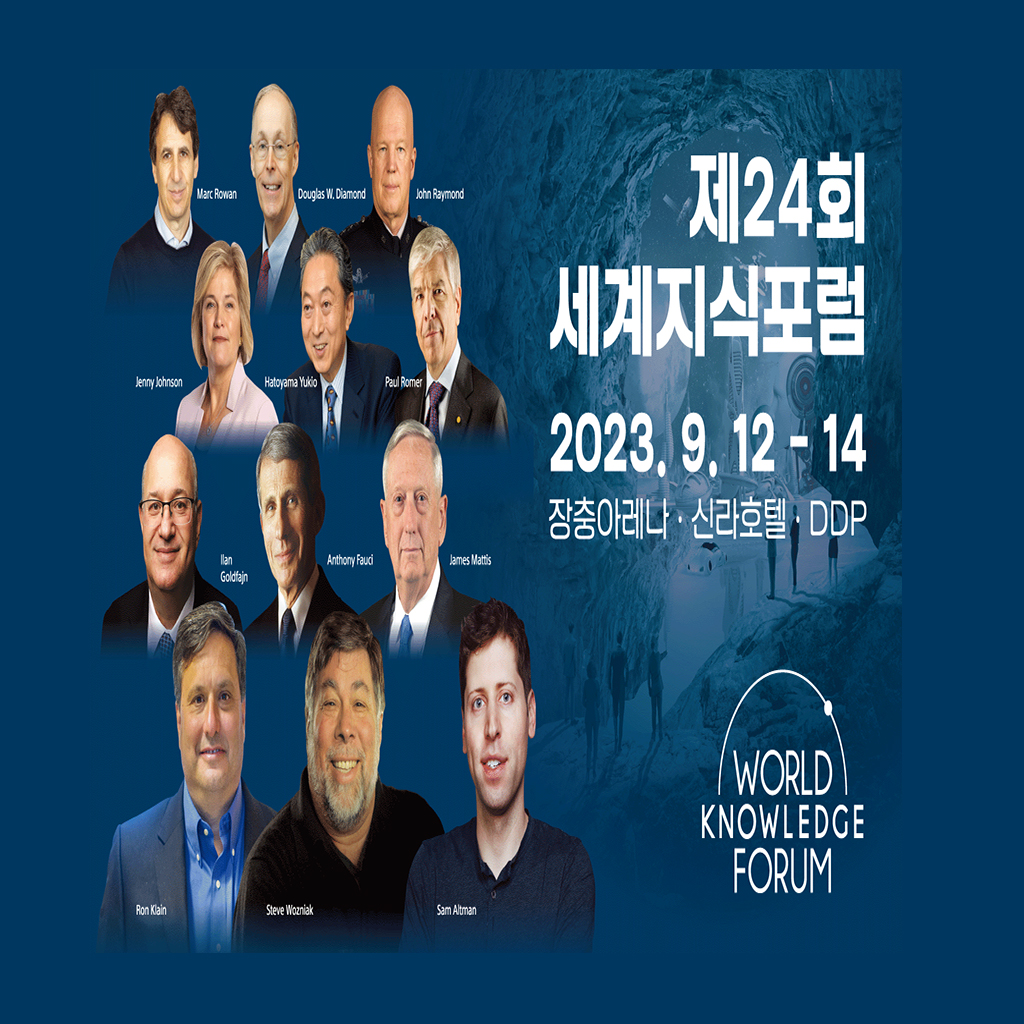 Marc Rowan
Douglas W. Diamond
John Raymond
Jenny Johnson
Hatoyama Yukio
Paul Romer
Ilan
Goldfajn
Anthony Fauci
James Mattis
Ron Klain
Steve Wozniak
Sam Altman
제24회
세계지식포럼
2023. 9. 12 - 14
장충아레나 · 신라호텔 · DDP
WORLD
KNOWLEDGE
FORUM